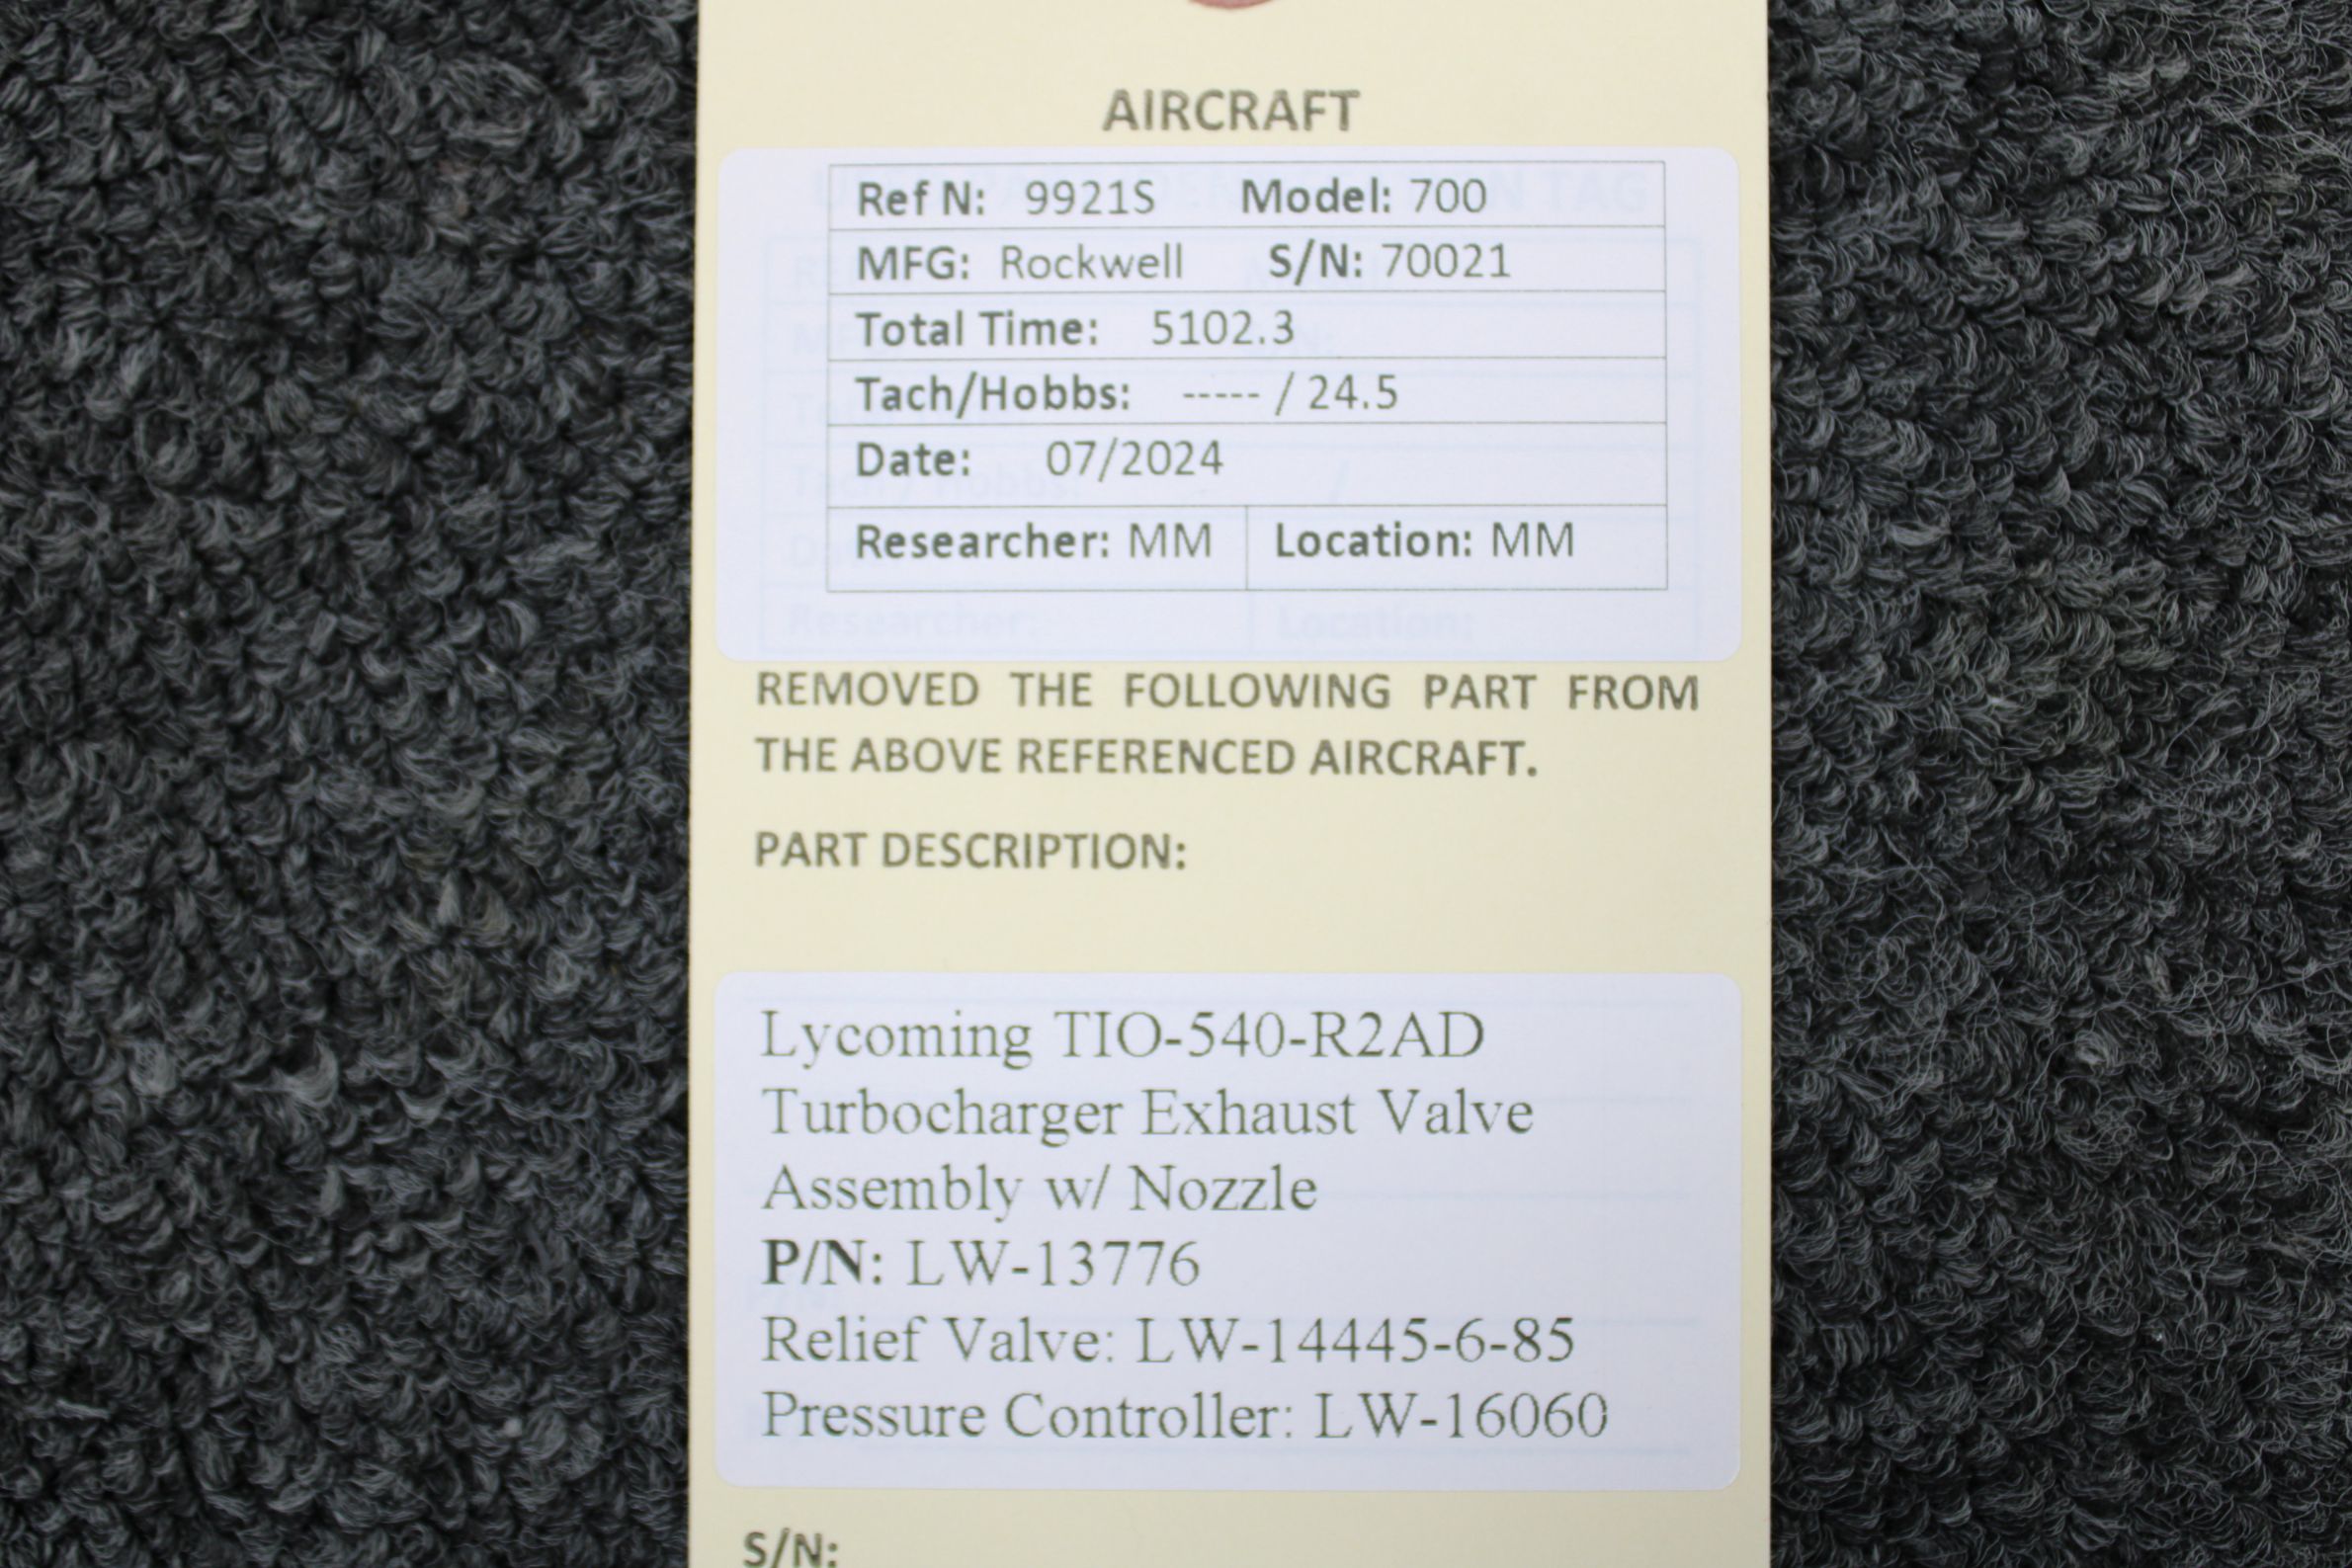 AIRCRAFT
Ref N: 9921S Model: 700
MFG: Rockwell S/N: 70021
Total Time: 5102.3
Tach/Hobbs: ----- / 24.5
Date: 07/2024
Researcher: MM Location: MM
REMOVED THE FOLLOWING PART FROM
THE ABOVE REFERENCED AIRCRAFT.
PART DESCRIPTION:
Lycoming TIO-540-R2AD
Turbocharger Exhaust Valve
Assembly w/ Nozzle
P/N: LW-13776
Relief Valve: LW-14445-6-85
Pressure Controller: LW-16060
S/N: